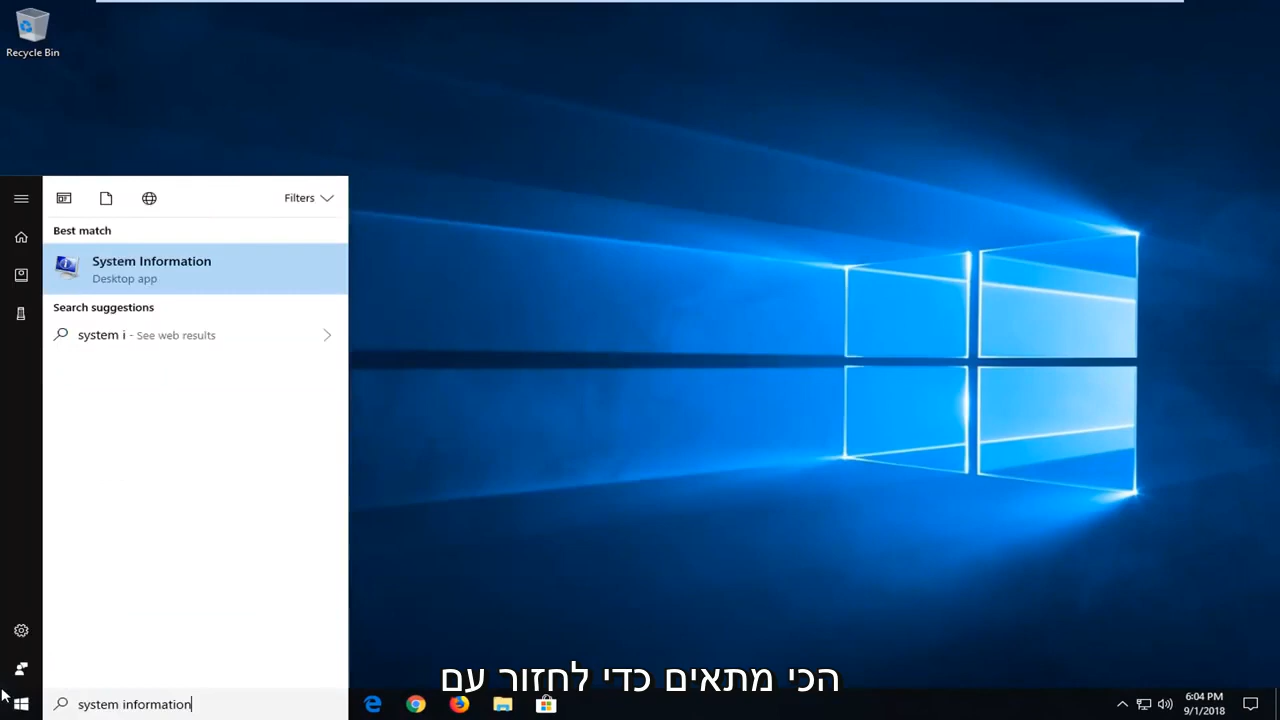 Recycle Bin
Filters
Best match
System Information
Desktop app
Search suggestions
system i - See web results
system information
הכי מתאים כדי לחזור עם
6:04 PM
9/1/2018